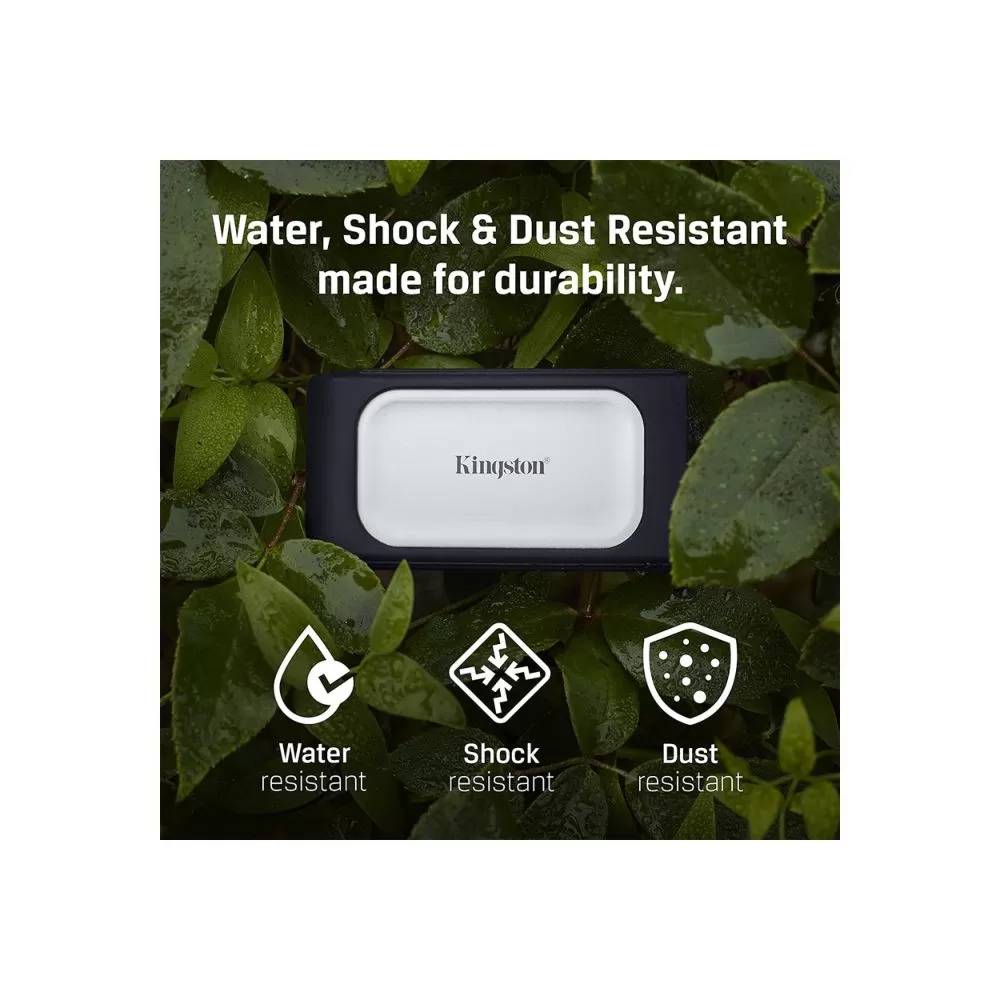 Water, Shock & Dust Resistant
made for durability.
Kingston®
Water
resistant
Shock
resistant
Dust
resistant